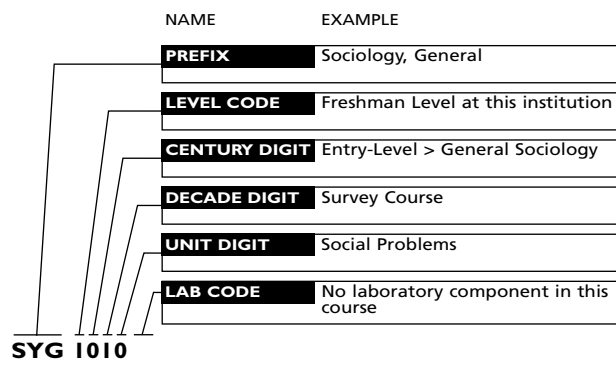 NAME EXAMPLE
PREFIX Sociology, General
LEVEL CODE Freshman Level at this institution
CENTURY DIGIT Entry-Level > General Sociology
DECADE DIGIT Survey Course
UNIT DIGIT Social Problems
LAB CODE No laboratory component in this
course
SYG 1010